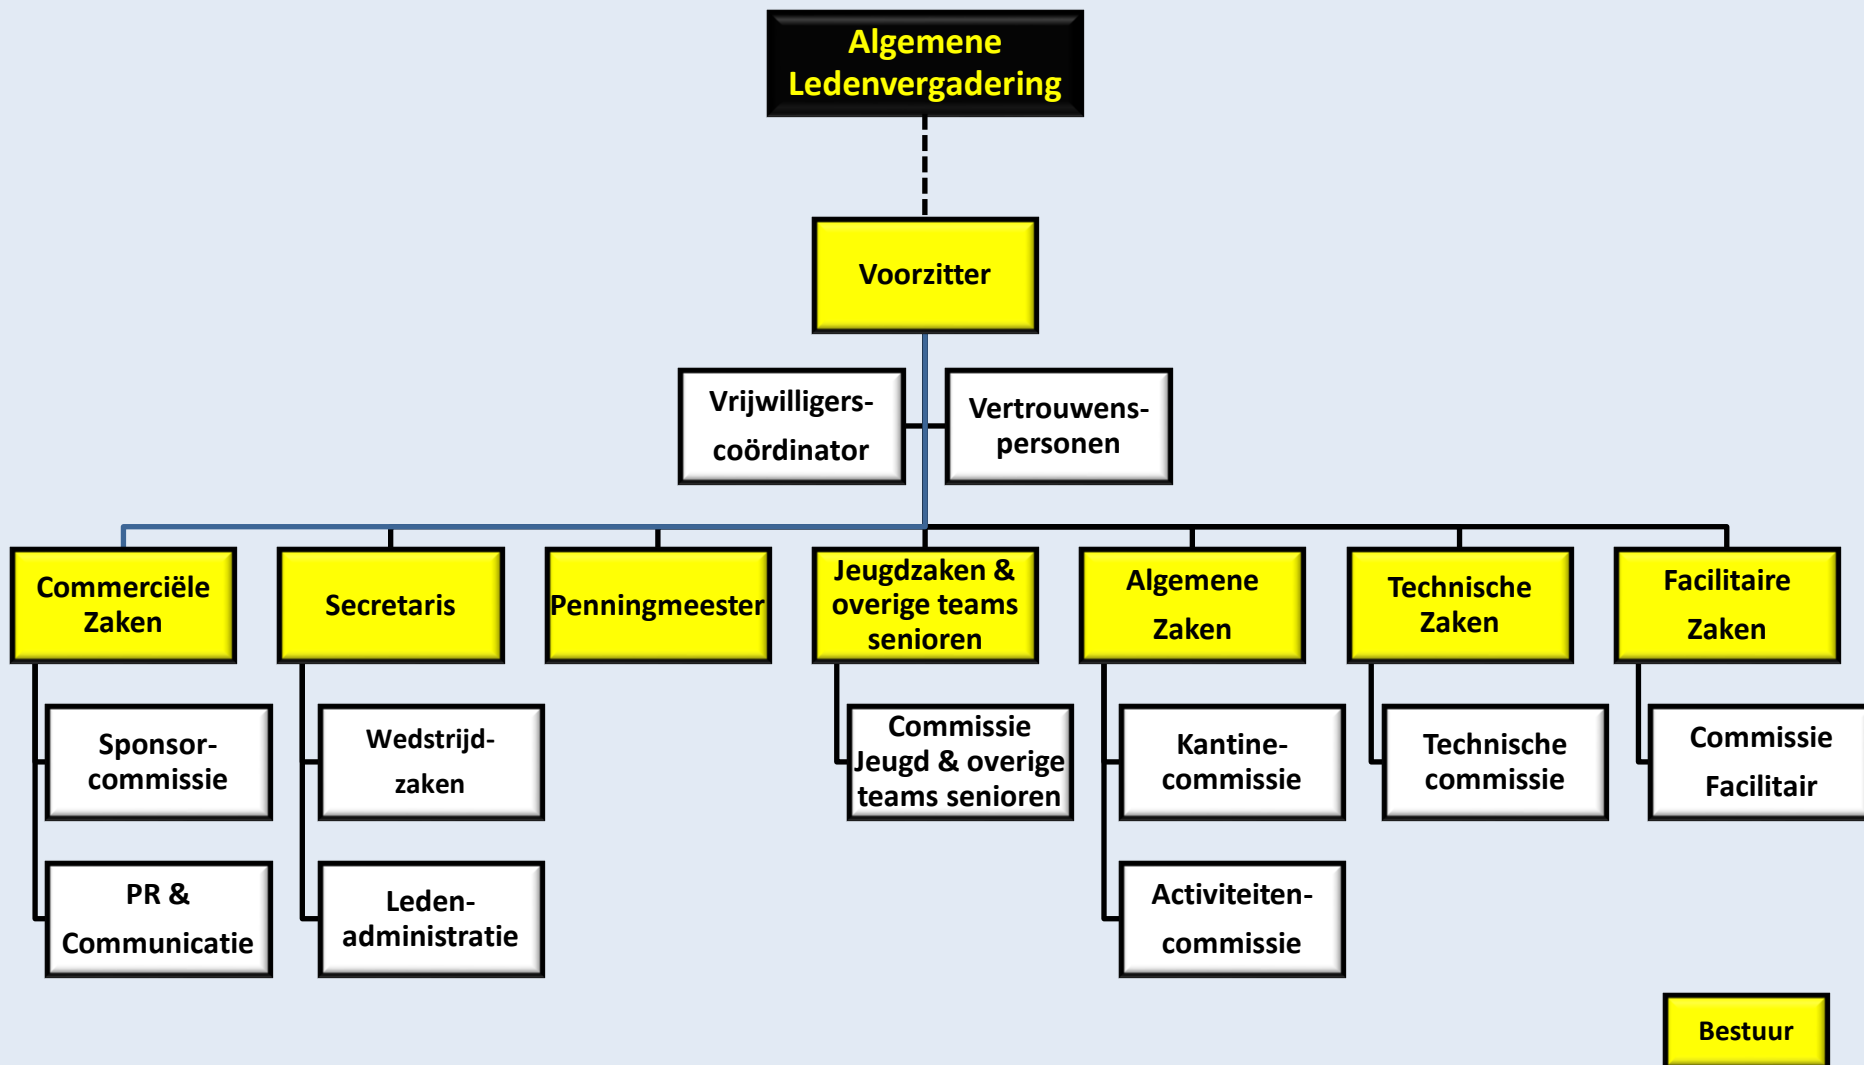 Algemene
Ledenvergadering
Voorzitter
Vrijwilligers-
coördinator
Vertrouwens-
personen
Commerciële
Zaken
Secretaris
Penningmeester
Jeugdzaken &
overige teams
senioren
Algemene
Zaken
Technische
Zaken
Facilitaire
Zaken
Sponsor-
commissie
Wedstrijd-
zaken
Commissie
Jeugd & overige
teams senioren
Kantine-
commissie
Technische
commissie
Commissie
Facilitair
PR &
Communicatie
Leden-
administratie
Activiteiten-
commissie
Bestuur